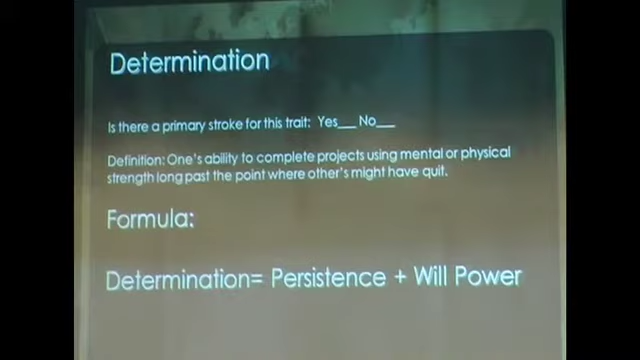 Determination
Is there a primary stroke for this trait: Yes___ No___
Definition: One's ability to complete projects using mental or physical
strength long past the point where other's might have quit.
Formula:
Determination= Persistence + Will Power